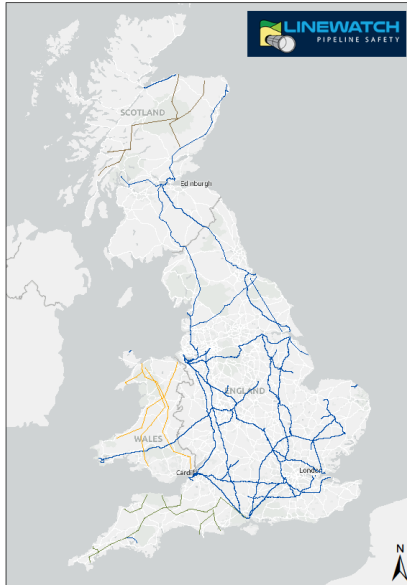 LINEWATCH
PIPELINE SAFETY
SCOTLAND
Edinburgh
ENGLAND
WALES
Cardiff
London
N